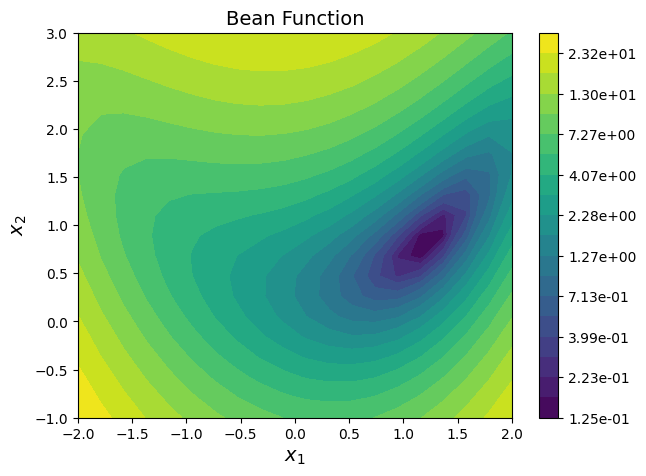 Bean Function
3.0
2.5
2.0
1.5
1.0
0.5
0.0
−0.5
−1.0
x₂
−2.0 −1.5 −1.0 −0.5 0.0 0.5 1.0 1.5 2.0
x₁
2.32e+01
1.30e+01
7.27e+00
4.07e+00
2.28e+00
1.27e+00
7.13e-01
3.99e-01
2.23e-01
1.25e-01